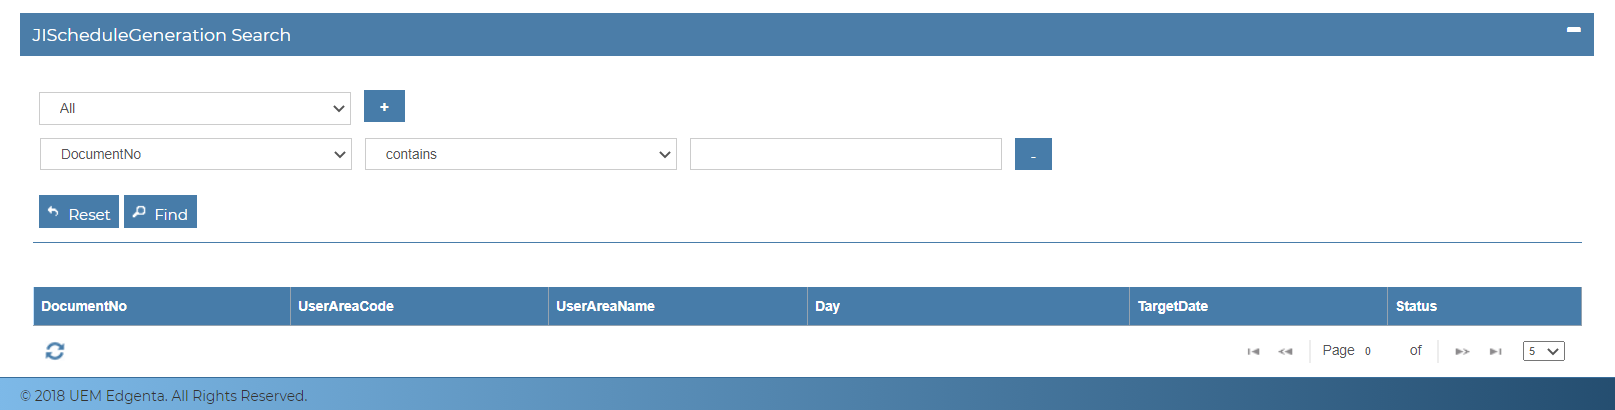 JIScheduleGeneration Search
All +
DocumentNo contains -
Reset Find
DocumentNo UserAreaCode UserAreaName Day TargetDate Status
Page 0 of 5
© 2018 UEM Edgenta. All Rights Reserved.